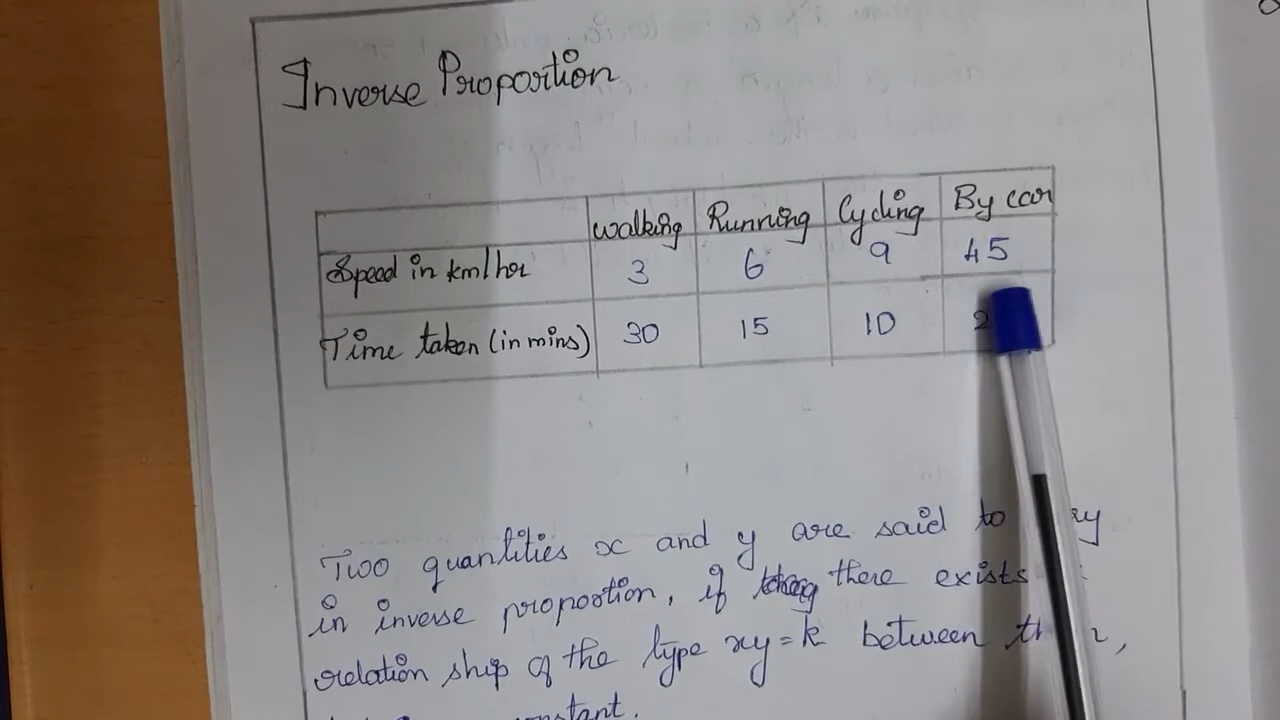 Inverse Proportion
Walking Running Cycling By car
Speed in km/hr 3 6 9 45
Time taken (in mins) 30 15 10 2
Two quantities x and y are said to
in inverse proportion, if there exists
relation ship of the type xy=k between
constant.